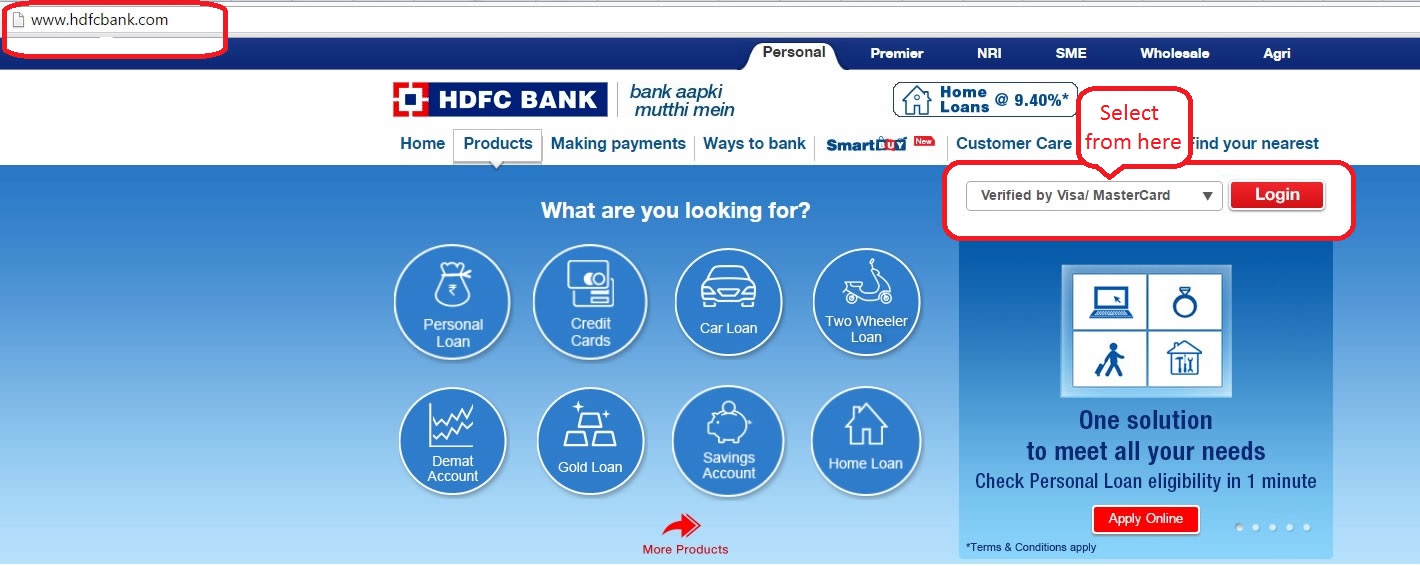 www.hdfcbank.com
Personal Premier NRI SME Wholesale Agri
HDFC BANK
bank aapki
mutthi mein
Home
Loans @ 9.40%*
Select
from here
Home Products Making payments Ways to bank SmartBUY New Customer Care Find your nearest
Verified by Visa/ MasterCard
Login
What are you looking for?
₹
Personal
Loan
Credit
Cards
Car Loan
Two Wheeler
Loan
Demat
Account
Gold Loan
Savings
Account
Home Loan
More Products
One solution
to meet all your needs
Check Personal Loan eligibility in 1 minute
Apply Online
*Terms & Conditions apply